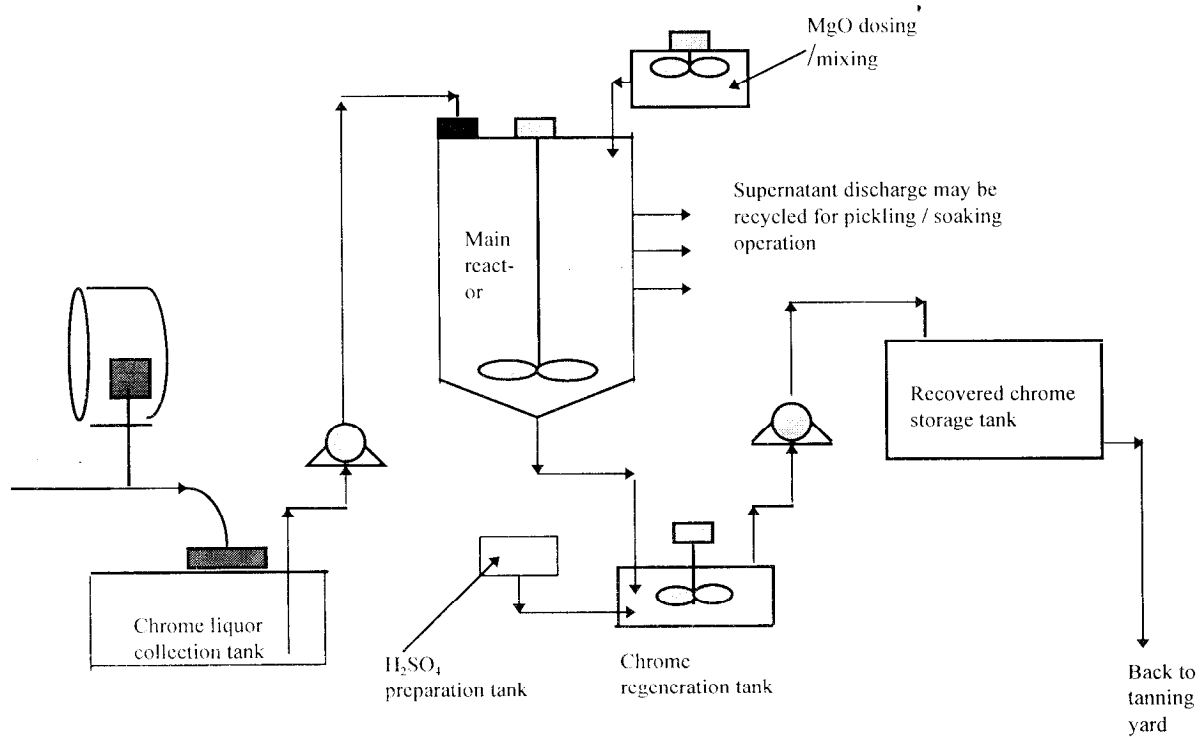 MgO dosing
/mixing
Supernatant discharge may be
recycled for pickling / soaking
operation
Main
react-
or
Recovered chrome
storage tank
Chrome liquor
collection tank
H₂SO₄
preparation tank
Chrome
regeneration tank
Back to
tanning
yard